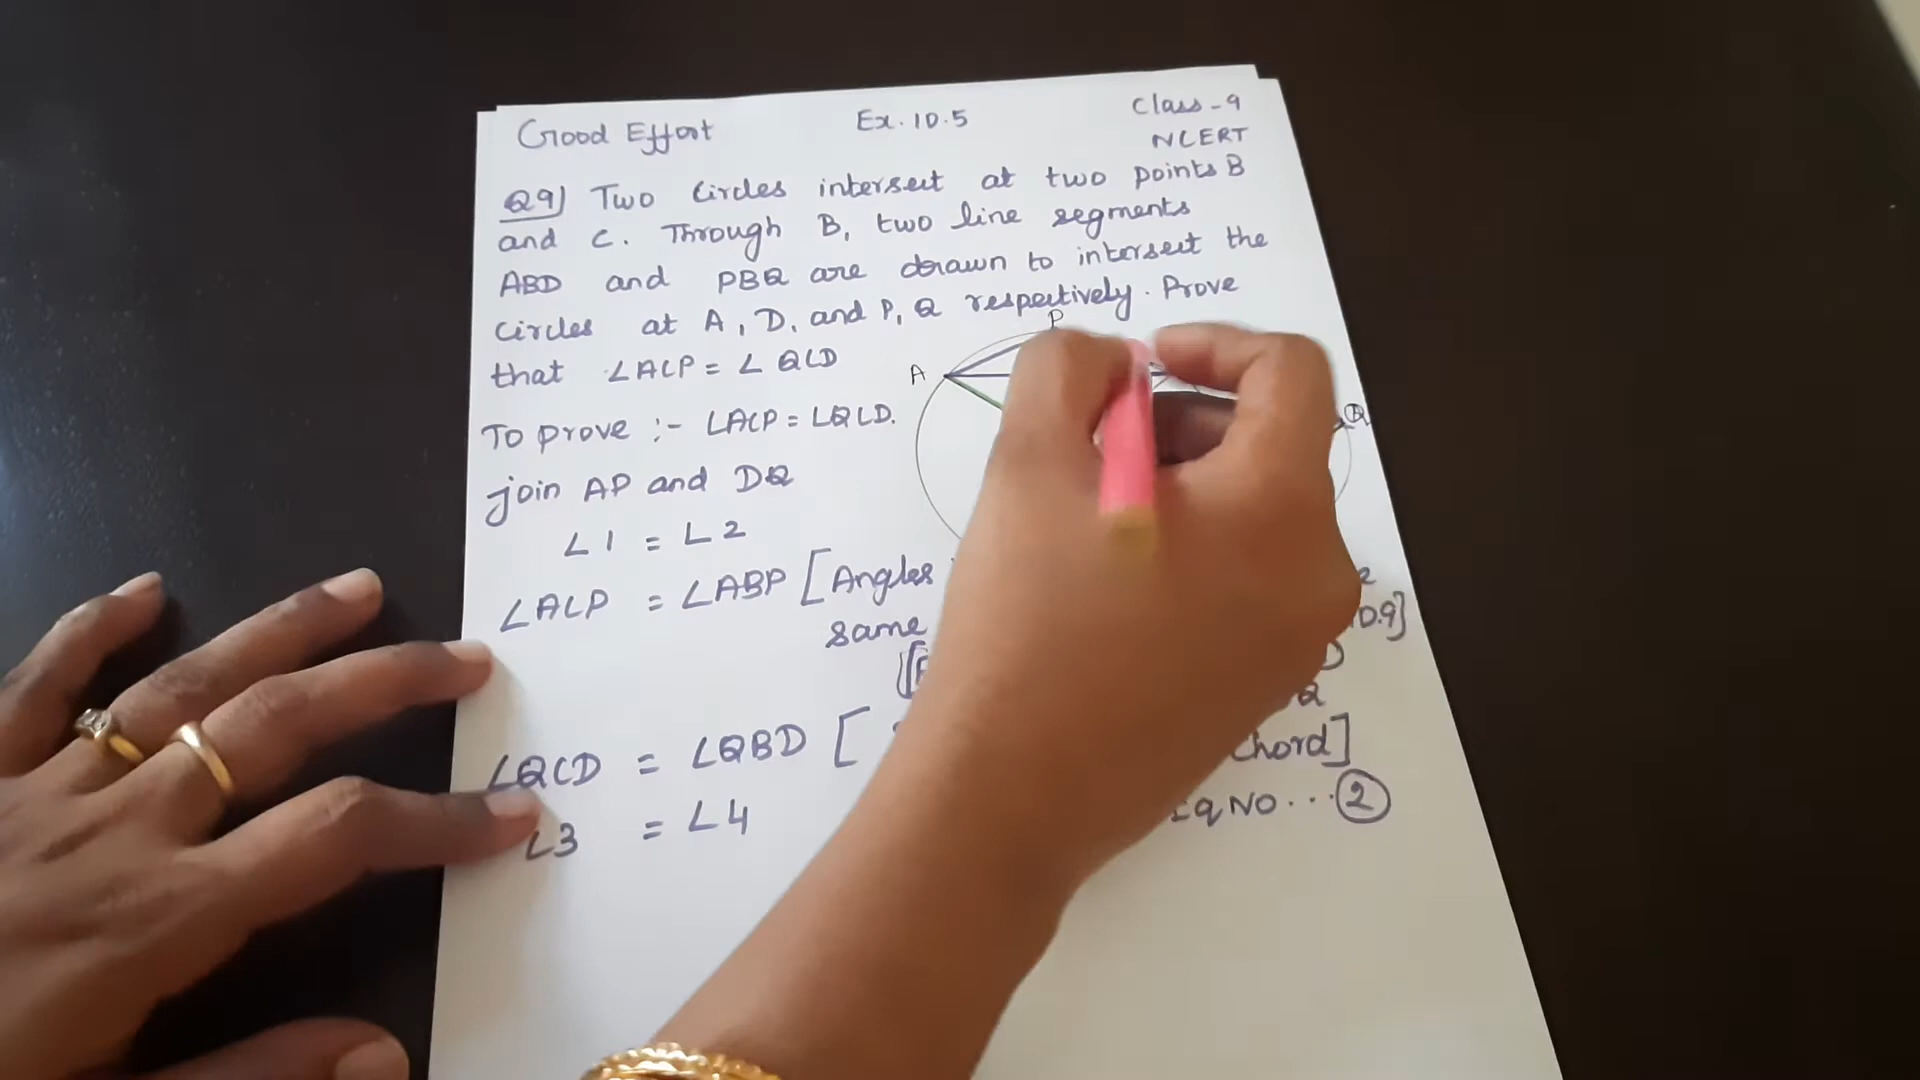 Good Effort Ex. 10.5 Class-9
NCERT
Q9) Two Circles intersect at two points B
and C. Through B, two line segments
ABD and PBQ are drawn to intersect the
Circles at A, D, and P, Q respectively. Prove
that ∠ACP = ∠QCD
P
A
Q
To prove :- ∠ACP = ∠QCD.
join AP and DQ
∠1 = ∠2
∠ACP = ∠ABP [Angles
same
∠QCD = ∠QBD [ Chord]
∠3 = ∠4 Eq NO...②